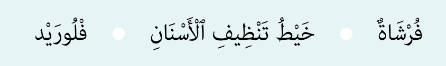 فُرْشَاةٌ • خَيْطُ تَنْظِيفِ ٱلْأَسْنَانِ • فْلُورَيْد